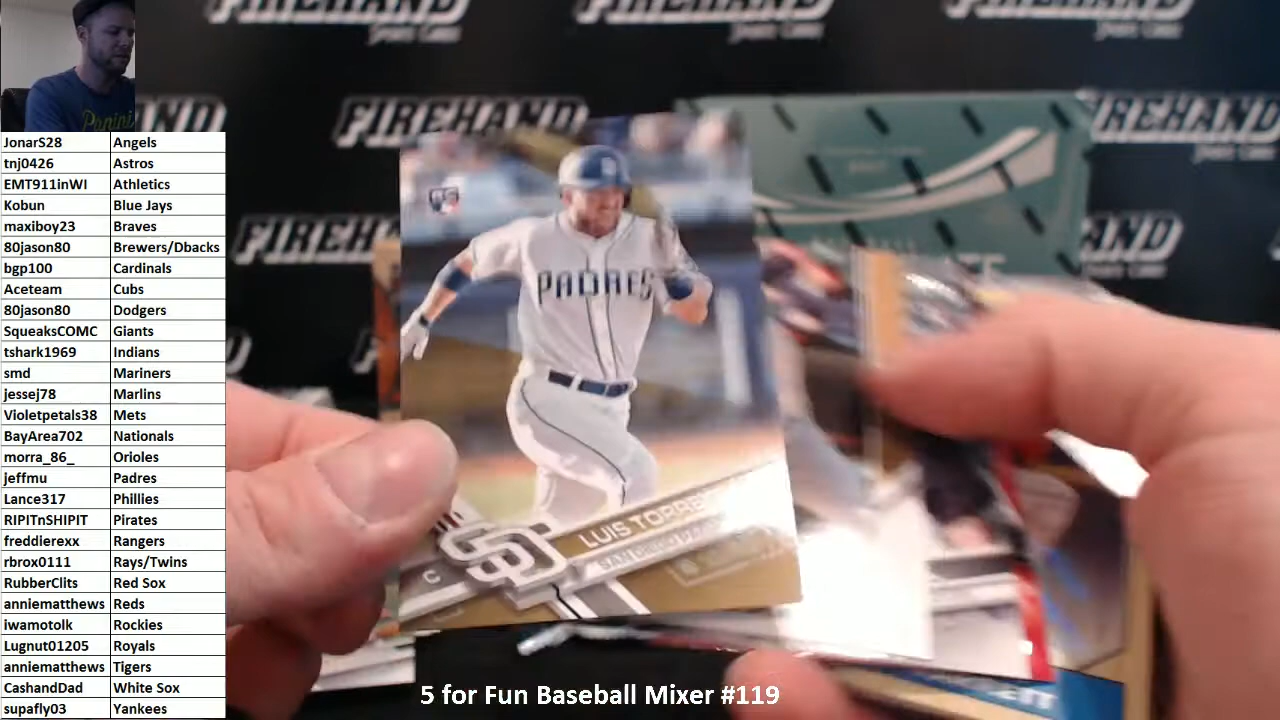 JonarS28 Angels
tnj0426 Astros
EMT911inWI Athletics
Kobun Blue Jays
maxiboy23 Braves
80jason80 Brewers/Dbacks
bgp100 Cardinals
Aceteam Cubs
80jason80 Dodgers
SqueaksCOMC Giants
tshark1969 Indians
smd Mariners
jessej78 Marlins
Violetpetals38 Mets
BayArea702 Nationals
morra_86_ Orioles
jeffmu Padres
Lance317 Phillies
RIPITnSHIPIT Pirates
freddierexx Rangers
rbrox0111 Rays/Twins
RubberClits Red Sox
anniematthews Reds
iwamotolk Rockies
Lugnut01205 Royals
anniematthews Tigers
CashandDad White Sox
supafly03 Yankees
Panini
FIREHAND
FIREHAND
FIREHAND
PADRES
SD
C
LUIS
5 for Fun Baseball Mixer #119